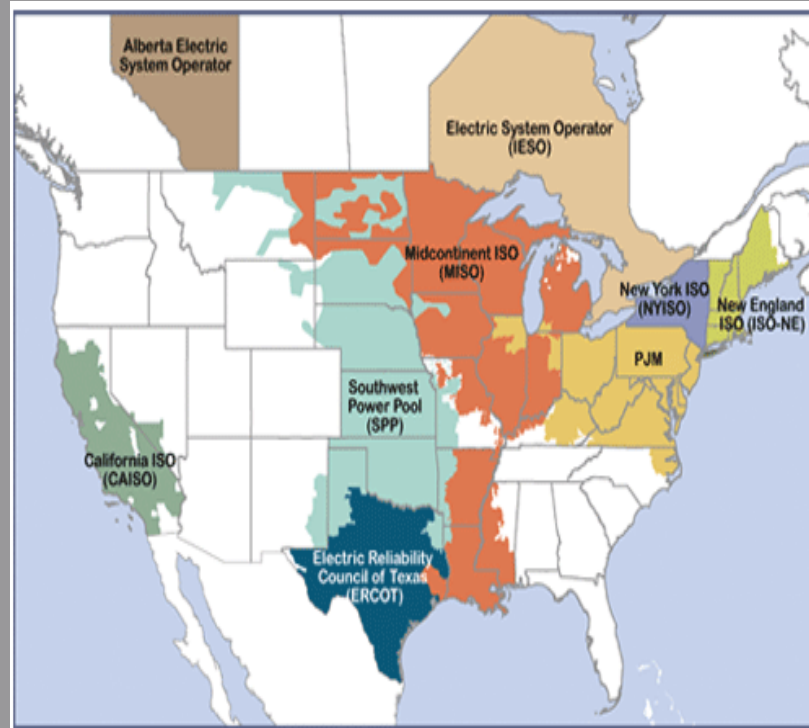 Alberta Electric
System Operator
Electric System Operator
(IESO)
Midcontinent ISO
(MISO)
New York ISO
(NYISO)
New England
ISO (ISO-NE)
PJM
Southwest
Power Pool
(SPP)
California ISO
(CAISO)
Electric Reliability
Council of Texas
(ERCOT)